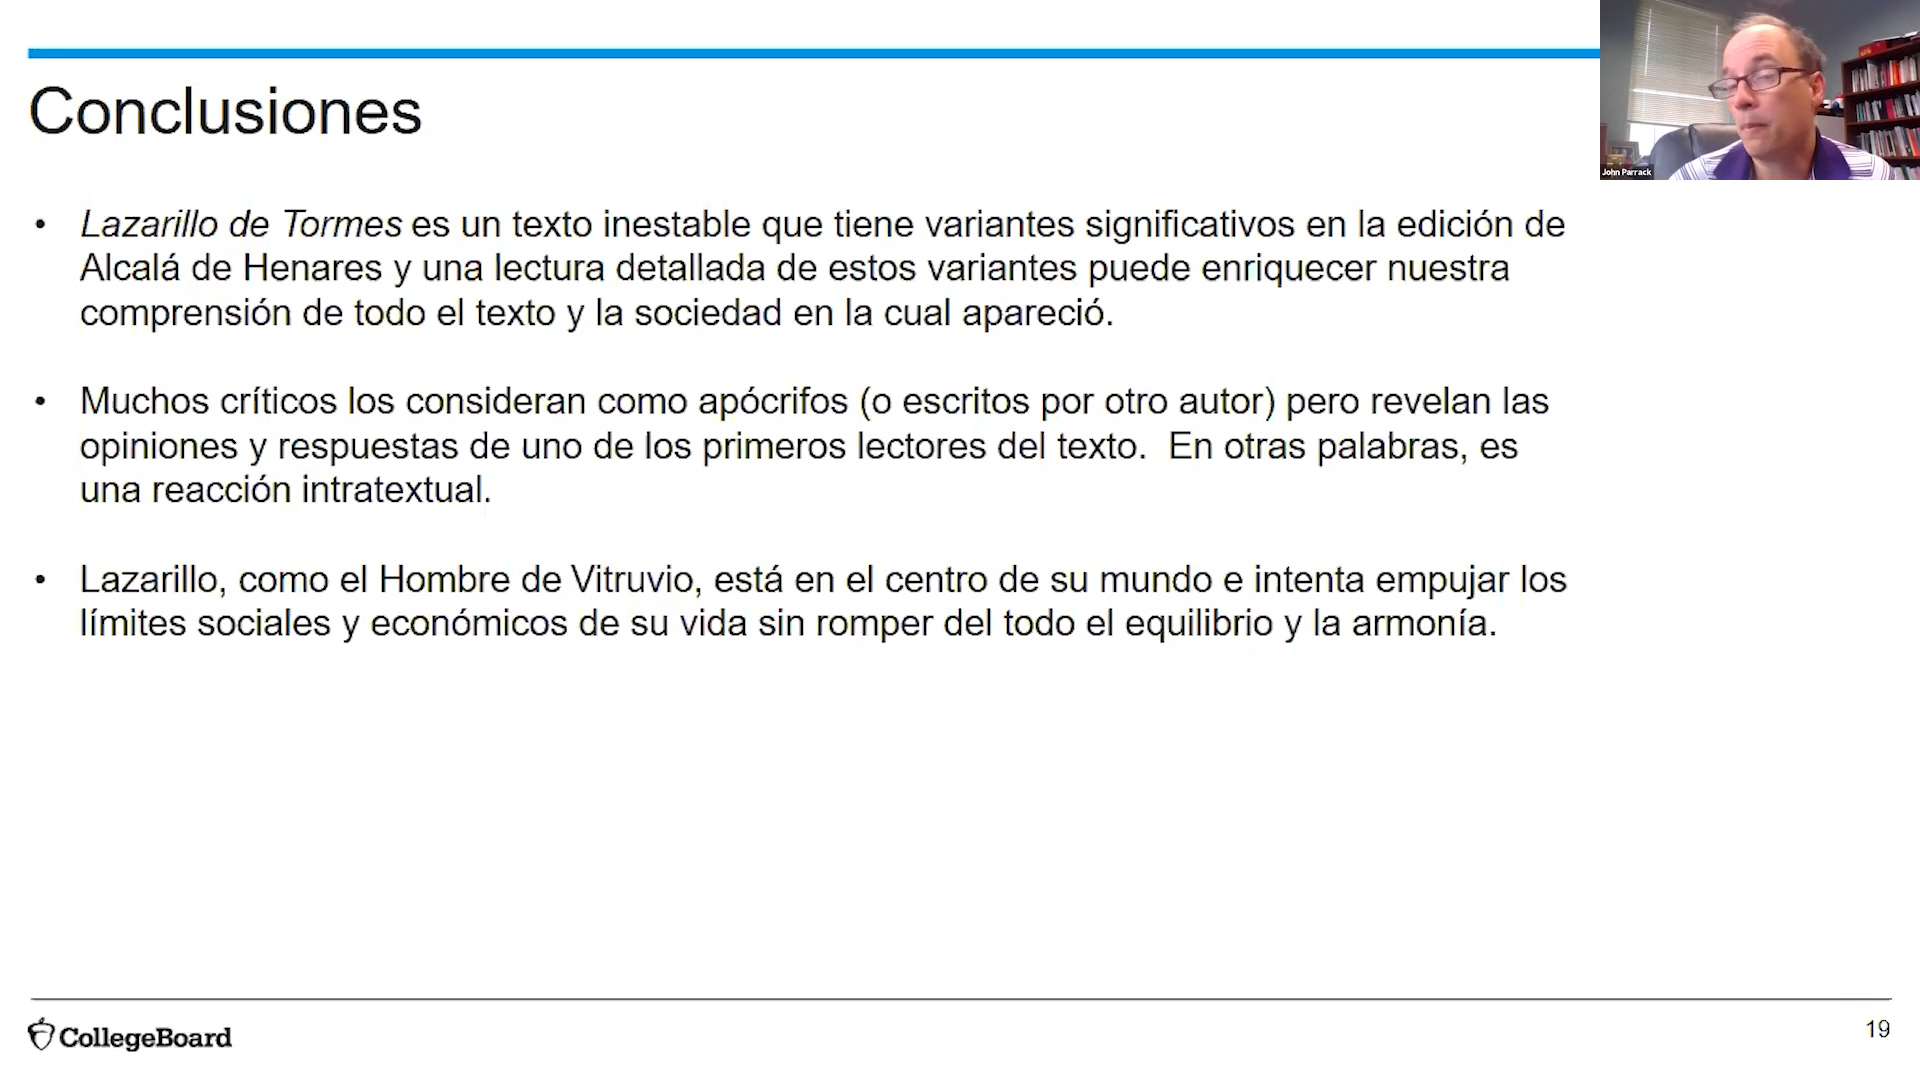 Conclusiones
John Parrack
• Lazarillo de Tormes es un texto inestable que tiene variantes significativos en la edición de
Alcalá de Henares y una lectura detallada de estos variantes puede enriquecer nuestra
comprensión de todo el texto y la sociedad en la cual apareció.
• Muchos críticos los consideran como apócrifos (o escritos por otro autor) pero revelan las
opiniones y respuestas de uno de los primeros lectores del texto.  En otras palabras, es
una reacción intratextual.
• Lazarillo, como el Hombre de Vitruvio, está en el centro de su mundo e intenta empujar los
límites sociales y económicos de su vida sin romper del todo el equilibrio y la armonía.
CollegeBoard
19